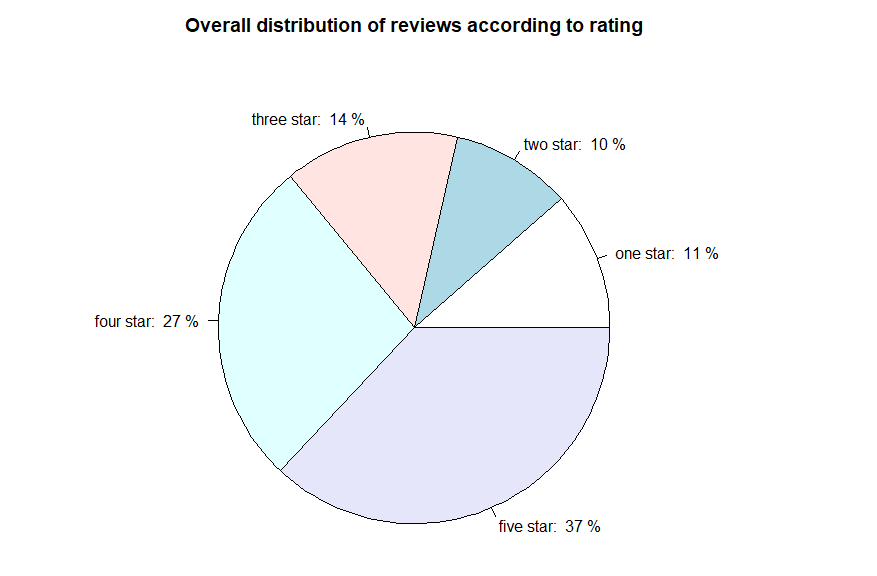 Overall distribution of reviews according to rating
three star:  14 %
two star:  10 %
one star:  11 %
four star:  27 %
five star:  37 %